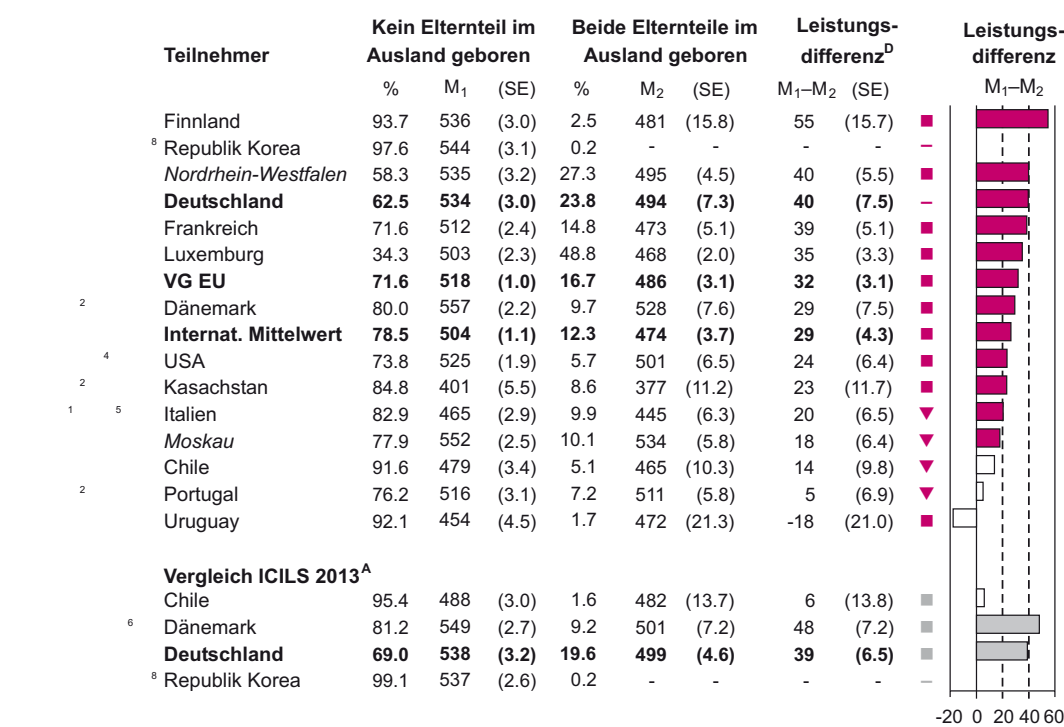 Teilnehmer Kein Elternteil im Ausland geboren Beide Elternteile im Ausland geboren Leistungs-differenzD Leistungs-differenz
% M1 (SE) % M2 (SE) M1–M2 (SE) M1–M2
Finnland 93.7 536 (3.0) 2.5 481 (15.8) 55 (15.7)
8 Republik Korea 97.6 544 (3.1) 0.2 - - - -
Nordrhein-Westfalen 58.3 535 (3.2) 27.3 495 (4.5) 40 (5.5)
Deutschland 62.5 534 (3.0) 23.8 494 (7.3) 40 (7.5)
Frankreich 71.6 512 (2.4) 14.8 473 (5.1) 39 (5.1)
Luxemburg 34.3 503 (2.3) 48.8 468 (2.0) 35 (3.3)
VG EU 71.6 518 (1.0) 16.7 486 (3.1) 32 (3.1)
2 Dänemark 80.0 557 (2.2) 9.7 528 (7.6) 29 (7.5)
Internat. Mittelwert 78.5 504 (1.1) 12.3 474 (3.7) 29 (4.3)
4 USA 73.8 525 (1.9) 5.7 501 (6.5) 24 (6.4)
2 Kasachstan 84.8 401 (5.5) 8.6 377 (11.2) 23 (11.7)
1 5 Italien 82.9 465 (2.9) 9.9 445 (6.3) 20 (6.5)
Moskau 77.9 552 (2.5) 10.1 534 (5.8) 18 (6.4)
Chile 91.6 479 (3.4) 5.1 465 (10.3) 14 (9.8)
2 Portugal 76.2 516 (3.1) 7.2 511 (5.8) 5 (6.9)
Uruguay 92.1 454 (4.5) 1.7 472 (21.3) -18 (21.0)
Vergleich ICILS 2013A
Chile 95.4 488 (3.0) 1.6 482 (13.7) 6 (13.8)
6 Dänemark 81.2 549 (2.7) 9.2 501 (7.2) 48 (7.2)
Deutschland 69.0 538 (3.2) 19.6 499 (4.6) 39 (6.5)
8 Republik Korea 99.1 537 (2.6) 0.2 - - - -
-20 0 20 40 60